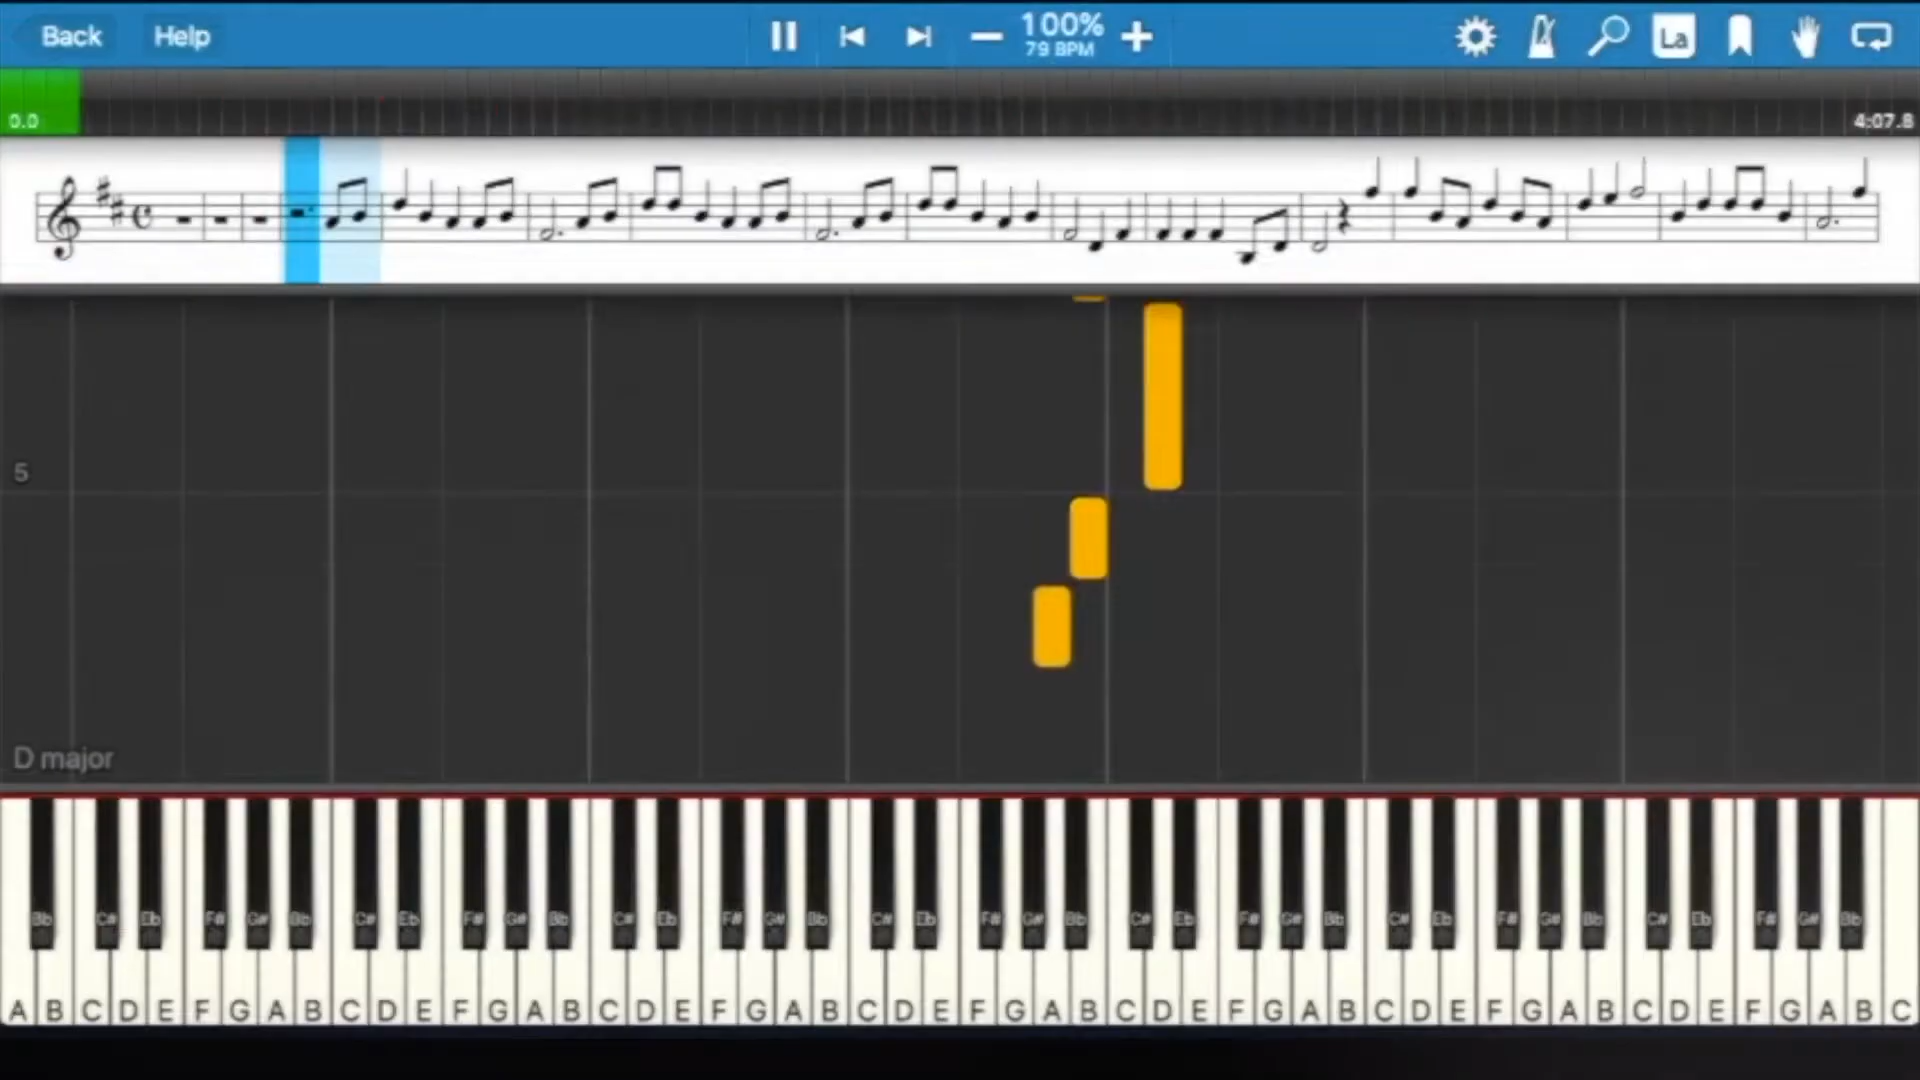 Back Help 100% La
79 BPM
0.0 4:07.8
5
D major
Bb C# Eb F# G# Bb C# Eb F# G# Bb C# Eb F# G# Bb C# Eb F# G# Bb C# Eb F# G# Bb C# Eb F# G# Bb C# Eb F# G# Bb
A B C D E F G A B C D E F G A B C D E F G A B C D E F G A B C D E F G A B C D E F G A B C D E F G A B C